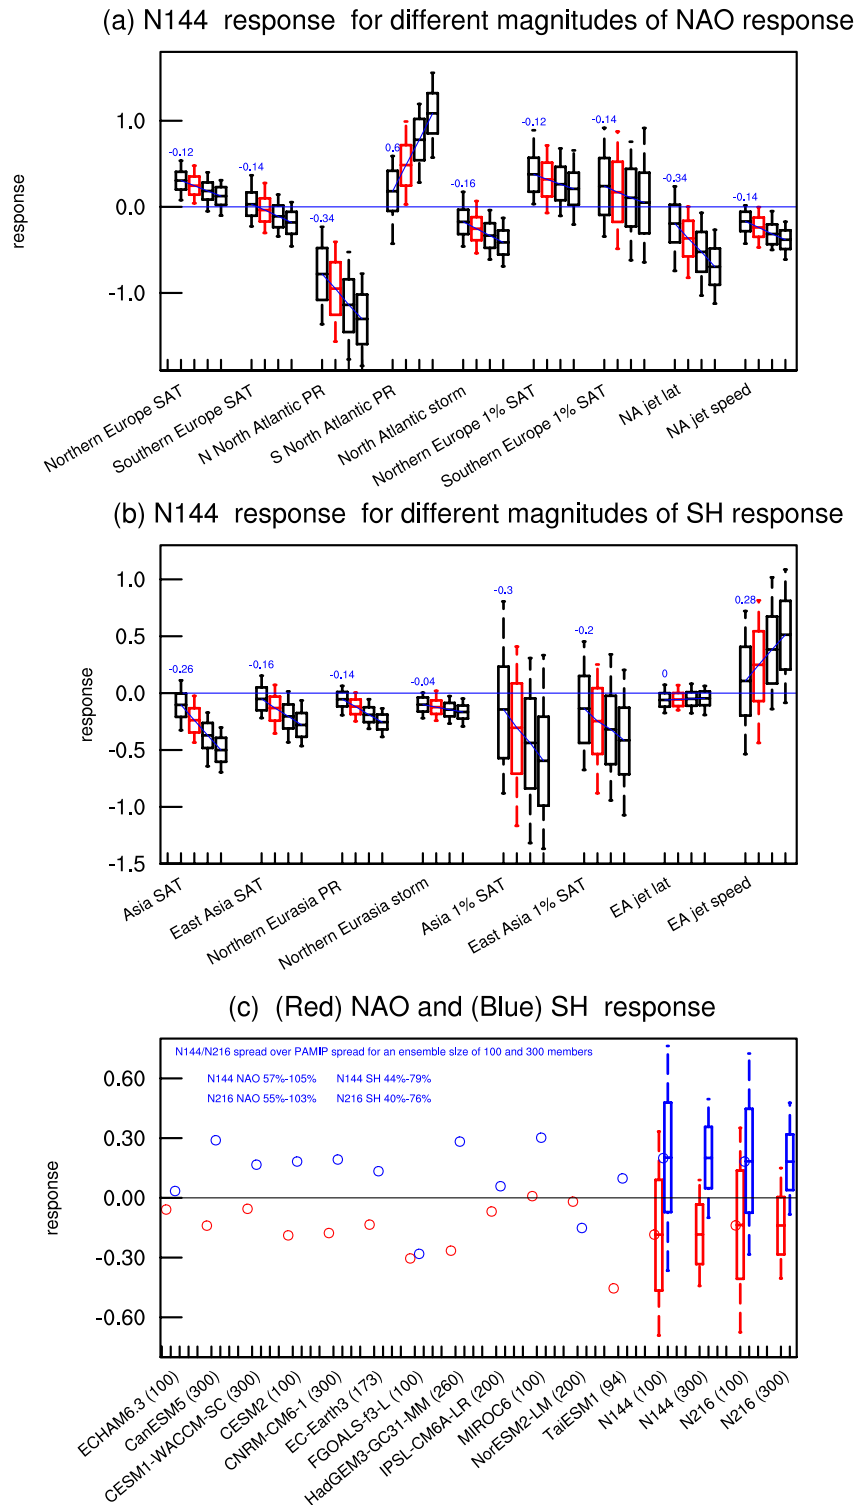 (a) N144 response for different magnitudes of NAO response
response
1.0
0.0
-1.0
-0.12
-0.14
-0.34
0.6
-0.16
-0.12
-0.14
-0.34
-0.14
Northern Europe SAT
Southern Europe SAT
N North Atlantic PR
S North Atlantic PR
North Atlantic storm
Northern Europe 1% SAT
Southern Europe 1% SAT
NA jet lat
NA jet speed
(b) N144 response for different magnitudes of SH response
response
1.0
0.5
0.0
-0.5
-1.0
-1.5
-0.26
-0.16
-0.14
-0.04
-0.3
-0.2
0
0.28
Asia SAT
East Asia SAT
Northern Eurasia PR
Northern Eurasia storm
Asia 1% SAT
East Asia 1% SAT
EA jet lat
EA jet speed
(c) (Red) NAO and (Blue) SH response
response
0.60
0.30
0.00
-0.30
-0.60
N144/N216 spread over PAMIP spread for an ensemble size of 100 and 300 members
N144 NAO 57%-105% N144 SH 44%-79%
N216 NAO 55%-103% N216 SH 40%-76%
ECHAM6.3 (100)
CanESM5 (300)
CESM1-WACCM-SC (300)
CESM2 (100)
CNRM-CM6-1 (300)
EC-Earth3 (173)
FGOALS-f3-L (100)
HadGEM3-GC31-MM (260)
IPSL-CM6A-LR (200)
MIROC6 (100)
NorESM2-LM (200)
TaiESM1 (94)
N144 (100)
N144 (300)
N216 (100)
N216 (300)